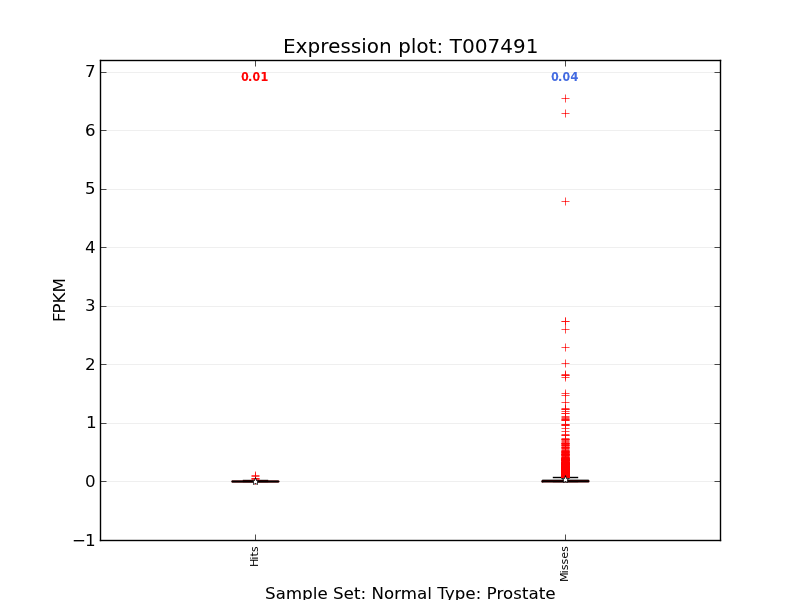 Expression plot: T007491
0.01
0.04
7
6
5
4
3
2
1
0
−1
FPKM
Hits
Misses
Sample Set: Normal Type: Prostate